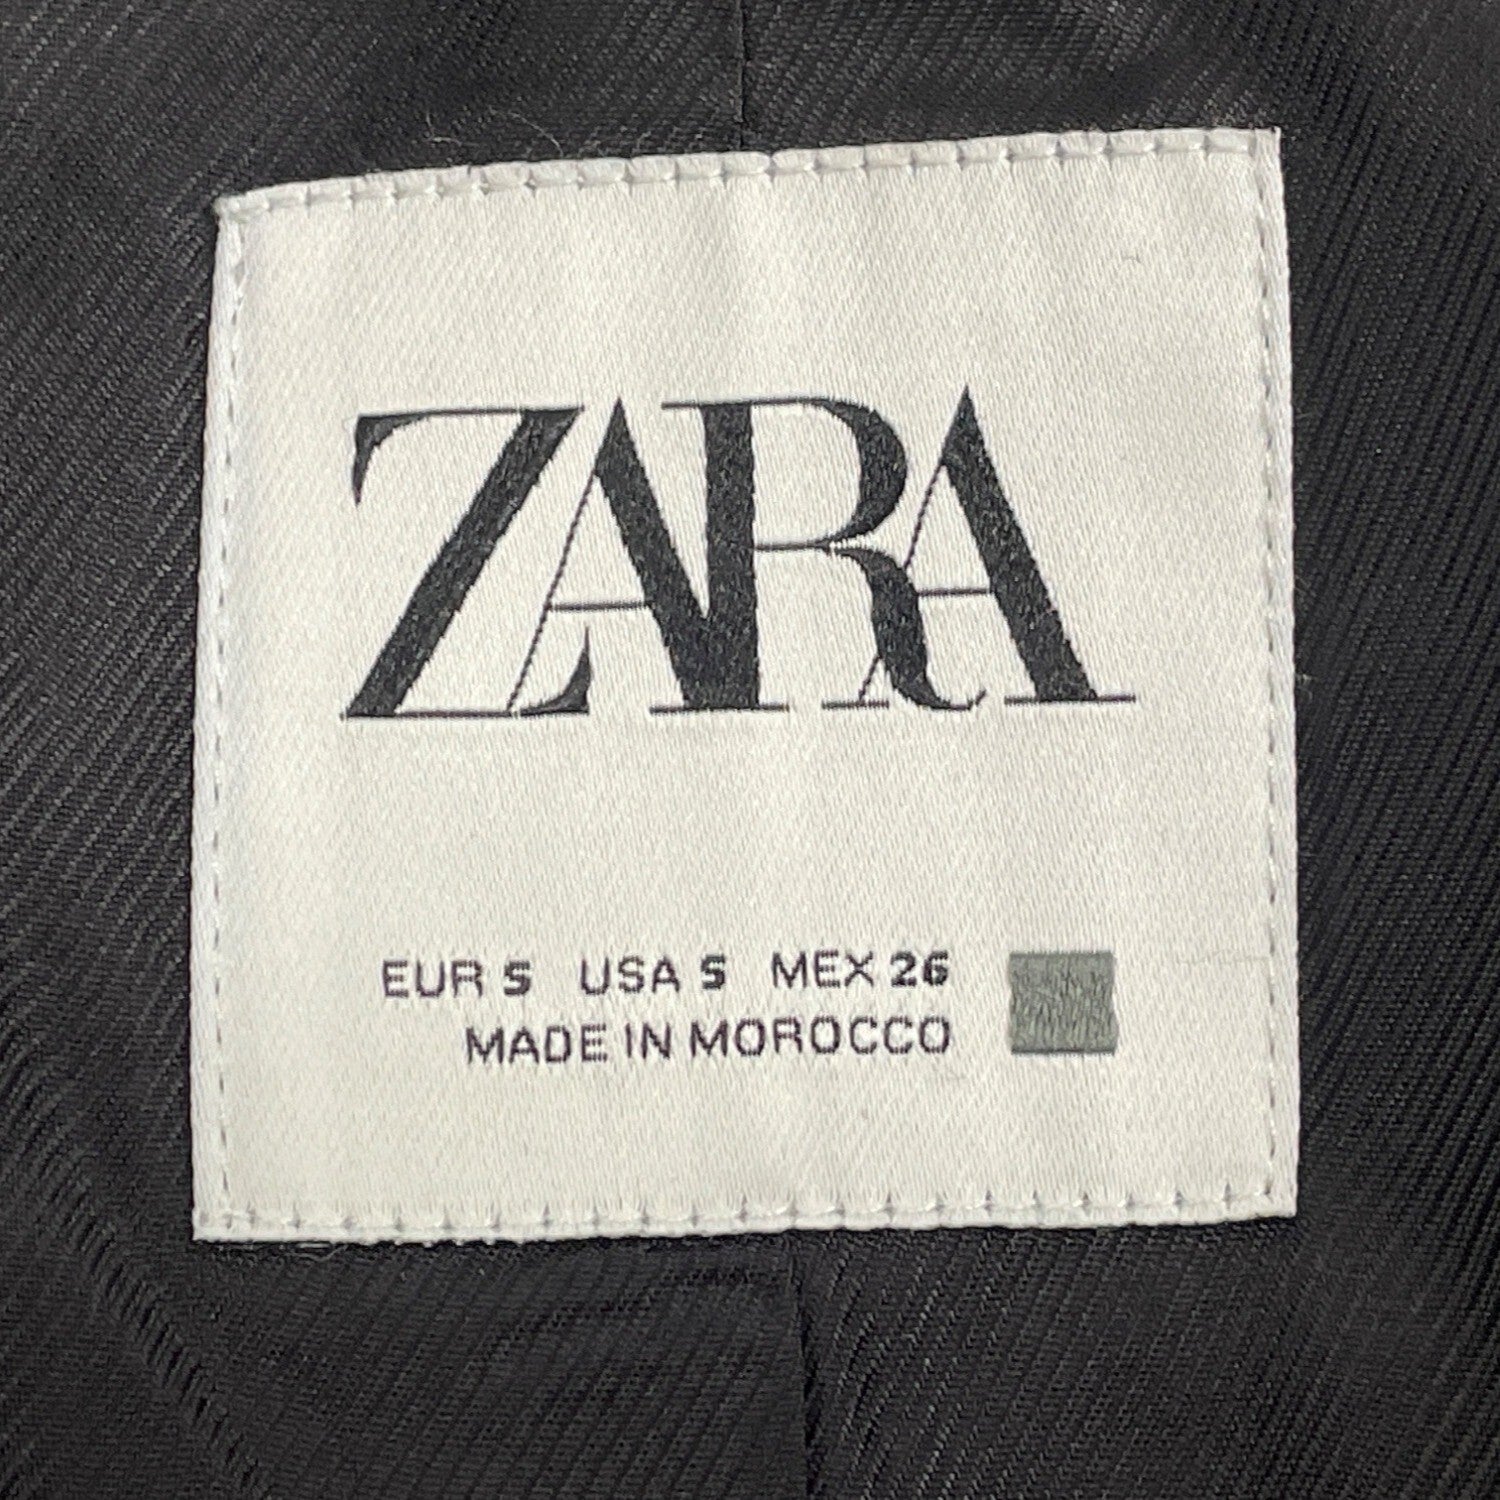 ZARA
EUR S USA S MEX 26
MADE IN MOROCCO